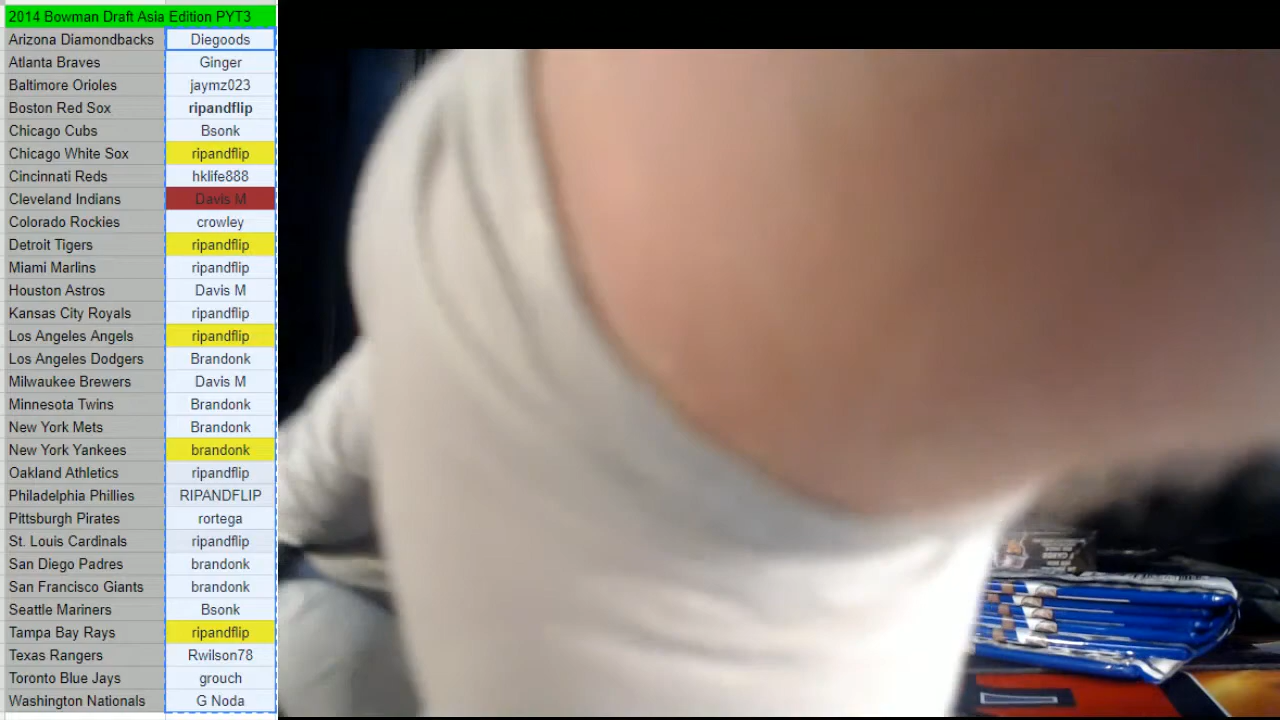 2014 Bowman Draft Asia Edition PYT3
Arizona Diamondbacks Diegoods
Atlanta Braves Ginger
Baltimore Orioles jaymz023
Boston Red Sox ripandflip
Chicago Cubs Bsonk
Chicago White Sox ripandflip
Cincinnati Reds hklife888
Cleveland Indians Davis M
Colorado Rockies crowley
Detroit Tigers ripandflip
Miami Marlins ripandflip
Houston Astros Davis M
Kansas City Royals ripandflip
Los Angeles Angels ripandflip
Los Angeles Dodgers Brandonk
Milwaukee Brewers Davis M
Minnesota Twins Brandonk
New York Mets Brandonk
New York Yankees brandonk
Oakland Athletics ripandflip
Philadelphia Phillies RIPANDFLIP
Pittsburgh Pirates rortega
St. Louis Cardinals ripandflip
San Diego Padres brandonk
San Francisco Giants brandonk
Seattle Mariners Bsonk
Tampa Bay Rays ripandflip
Texas Rangers Rwilson78
Toronto Blue Jays grouch
Washington Nationals G Noda